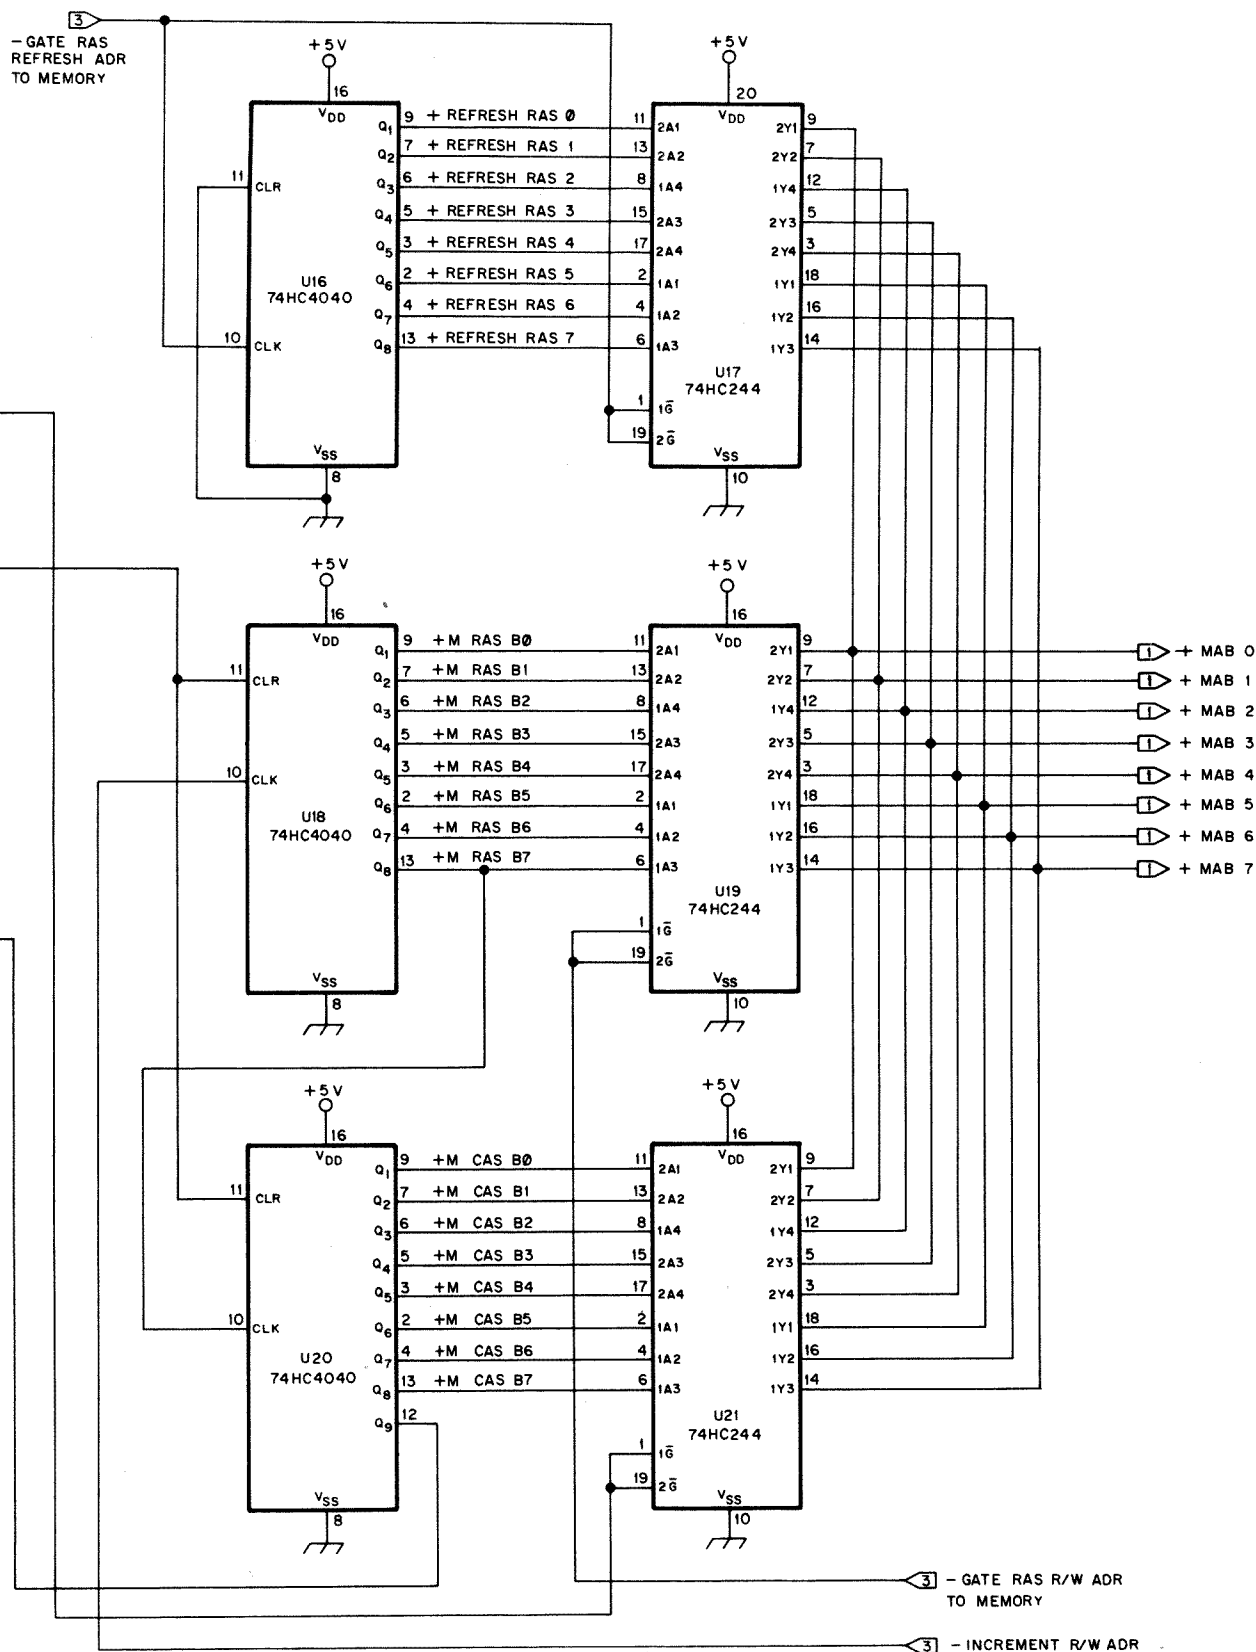 3
- GATE RAS
REFRESH ADR
TO MEMORY
+5V
16
VDD
11 CLR
10 CLK
U16
74HC4040
Q1 9 + REFRESH RAS 0
Q2 7 + REFRESH RAS 1
Q3 6 + REFRESH RAS 2
Q4 5 + REFRESH RAS 3
Q5 3 + REFRESH RAS 4
Q6 2 + REFRESH RAS 5
Q7 4 + REFRESH RAS 6
Q8 13 + REFRESH RAS 7
VSS
8
+5V
20
VDD
11 2A1
13 2A2
8 1A4
15 2A3
17 2A4
2 1A1
4 1A2
6 1A3
U17
74HC244
1 1G̅
19 2G̅
VSS
10
2Y1 9
2Y2 7
1Y4 12
2Y3 5
2Y4 3
1Y1 18
1Y2 16
1Y3 14
+5V
16
VDD
11 CLR
10 CLK
U18
74HC4040
Q1 9 +M RAS B0
Q2 7 +M RAS B1
Q3 6 +M RAS B2
Q4 5 +M RAS B3
Q5 3 +M RAS B4
Q6 2 +M RAS B5
Q7 4 +M RAS B6
Q8 13 +M RAS B7
VSS
8
+5V
16
VDD
11 2A1
13 2A2
8 1A4
15 2A3
17 2A4
2 1A1
4 1A2
6 1A3
U19
74HC244
1 1G̅
19 2G̅
VSS
10
2Y1 9
2Y2 7
1Y4 12
2Y3 5
2Y4 3
1Y1 18
1Y2 16
1Y3 14
1 + MAB 0
1 + MAB 1
1 + MAB 2
1 + MAB 3
1 + MAB 4
1 + MAB 5
1 + MAB 6
1 + MAB 7
+5V
16
VDD
11 CLR
10 CLK
U20
74HC4040
Q1 9 +M CAS B0
Q2 7 +M CAS B1
Q3 6 +M CAS B2
Q4 5 +M CAS B3
Q5 3 +M CAS B4
Q6 2 +M CAS B5
Q7 4 +M CAS B6
Q8 13 +M CAS B7
Q9 12
VSS
8
+5V
16
VDD
11 2A1
13 2A2
8 1A4
15 2A3
17 2A4
2 1A1
4 1A2
6 1A3
U21
74HC244
1 1G̅
19 2G̅
VSS
10
2Y1 9
2Y2 7
1Y4 12
2Y3 5
2Y4 3
1Y1 18
1Y2 16
1Y3 14
3 - GATE RAS R/W ADR
TO MEMORY
3 - INCREMENT R/W ADR